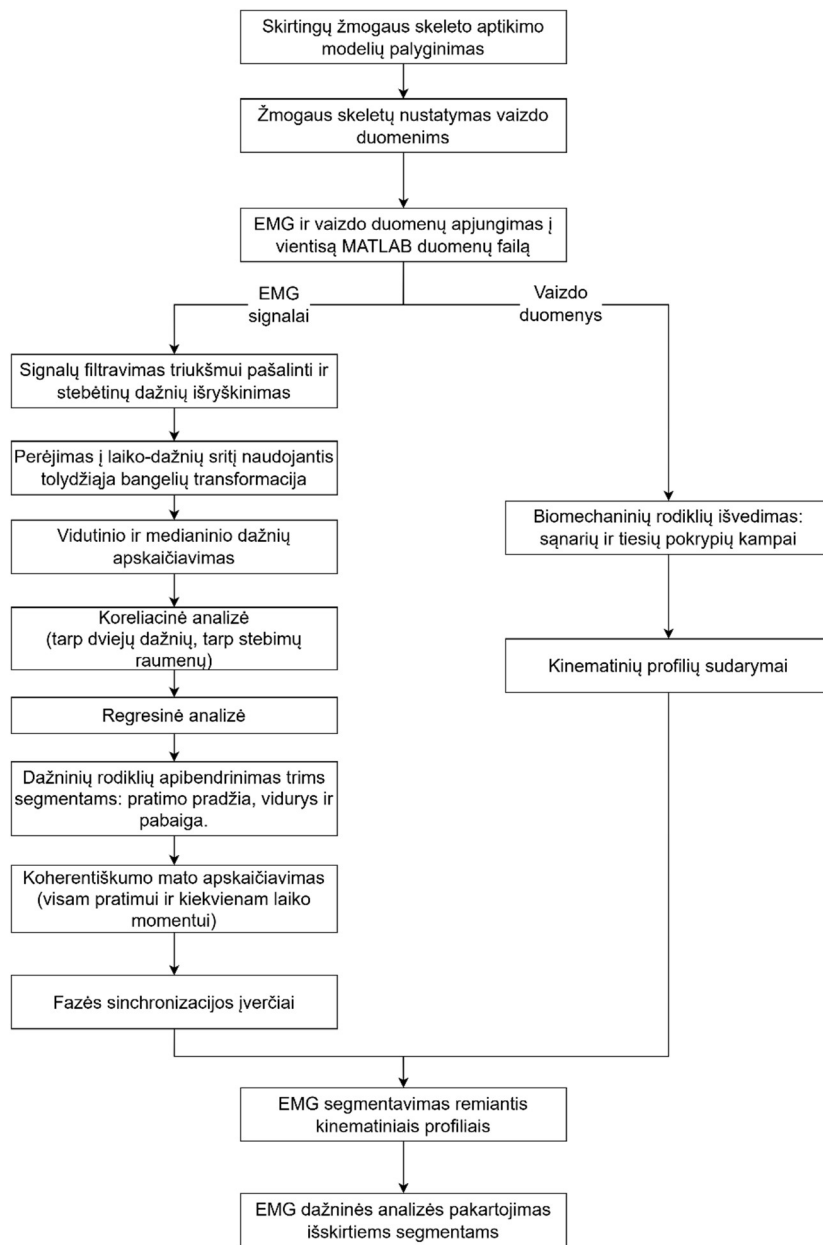 Skirtingų žmogaus skeleto aptikimo
modelių palyginimas
Žmogaus skeletų nustatymas vaizdo
duomenims
EMG ir vaizdo duomenų apjungimas į
vientisą MATLAB duomenų failą
EMG
signalai
Vaizdo
duomenys
Signalų filtravimas triukšmui pašalinti ir
stebėtinų dažnių išryškinimas
Perėjimas į laiko-dažnių sritį naudojantis
tolydžiąja bangelių transformacija
Vidutinio ir medianinio dažnių
apskaičiavimas
Koreliacinė analizė
(tarp dviejų dažnių, tarp stebimų
raumenų)
Regresinė analizė
Dažninių rodiklių apibendrinimas trims
segmentams: pratimo pradžia, vidurys ir
pabaiga.
Koherentiškumo mato apskaičiavimas
(visam pratimui ir kiekvienam laiko
momentui)
Fazės sinchronizacijos įverčiai
Biomechaninių rodiklių išvedimas:
sąnarių ir tiesių pokrypių kampai
Kinematinių profilių sudarymai
EMG segmentavimas remiantis
kinematiniais profiliais
EMG dažninės analizės pakartojimas
išskirtiems segmentams